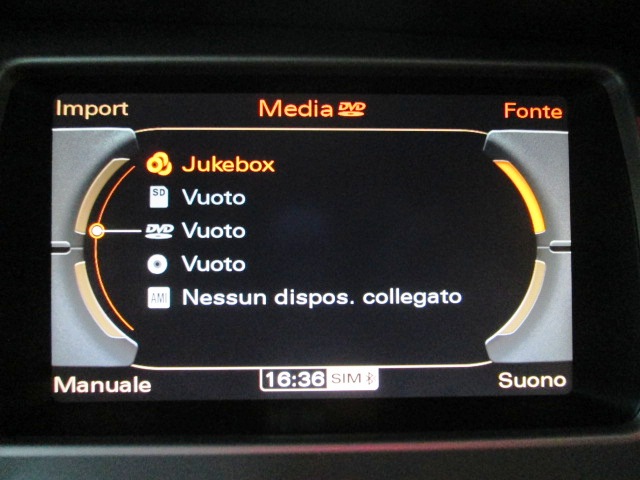 Import
Media DVD
Fonte
Jukebox
SD Vuoto
DVD Vuoto
Vuoto
AMI Nessun dispos. collegato
Manuale
16:36 SIM
Suono